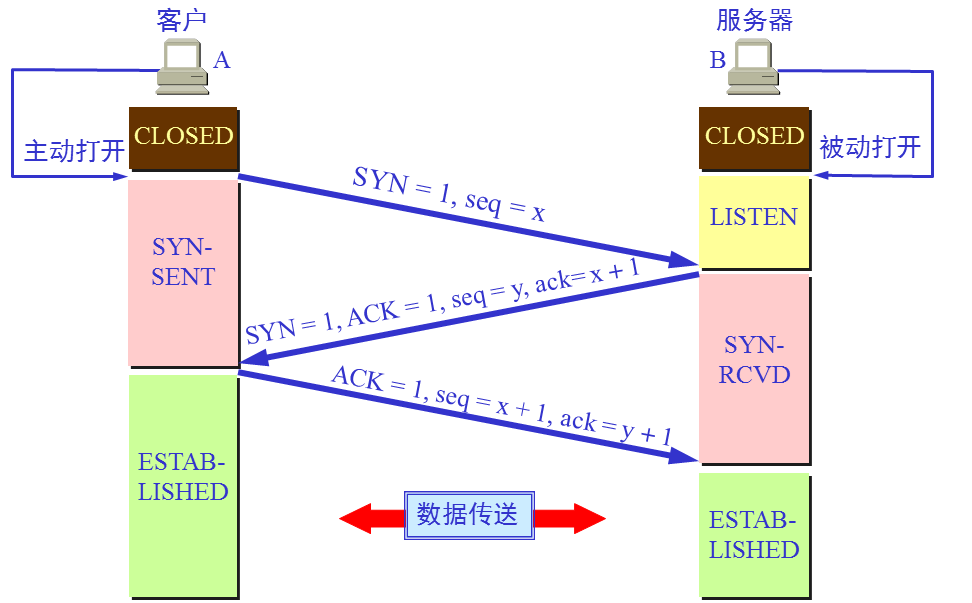 客户
服务器
A
B
CLOSED
CLOSED
主动打开
被动打开
SYN = 1, seq = x
LISTEN
SYN-
SENT
SYN = 1, ACK = 1, seq = y, ack= x + 1
SYN-
RCVD
ACK = 1, seq = x + 1, ack = y + 1
ESTAB-
LISHED
数据传送
ESTAB-
LISHED